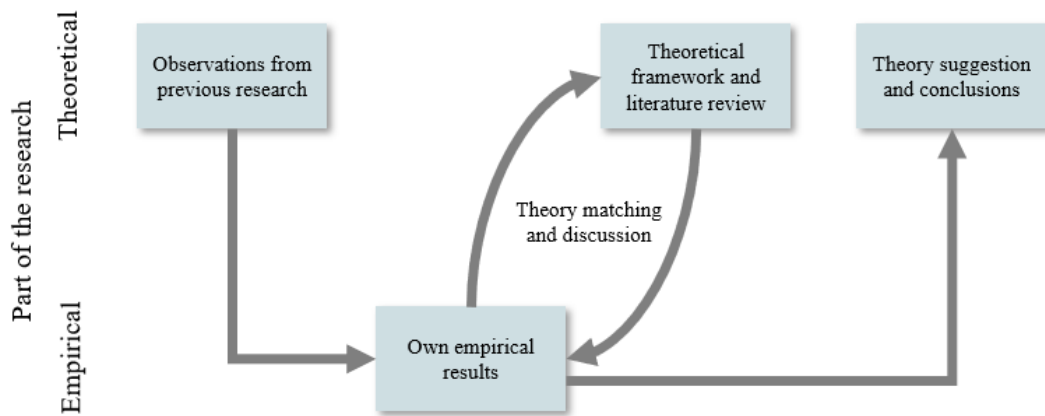 Part of the research
Theoretical
Empirical
Observations from
previous research
Theoretical
framework and
literature review
Theory suggestion
and conclusions
Theory matching
and discussion
Own empirical
results